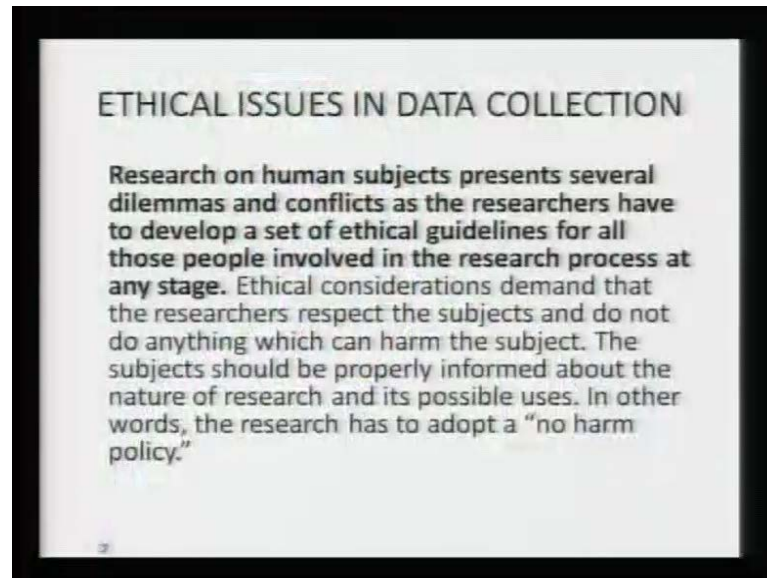 ETHICAL ISSUES IN DATA COLLECTION
Research on human subjects presents several
dilemmas and conflicts as the researchers have
to develop a set of ethical guidelines for all
those people involved in the research process at
any stage. Ethical considerations demand that
the researchers respect the subjects and do not
do anything which can harm the subject. The
subjects should be properly informed about the
nature of research and its possible uses. In other
words, the research has to adopt a “no harm
policy.”